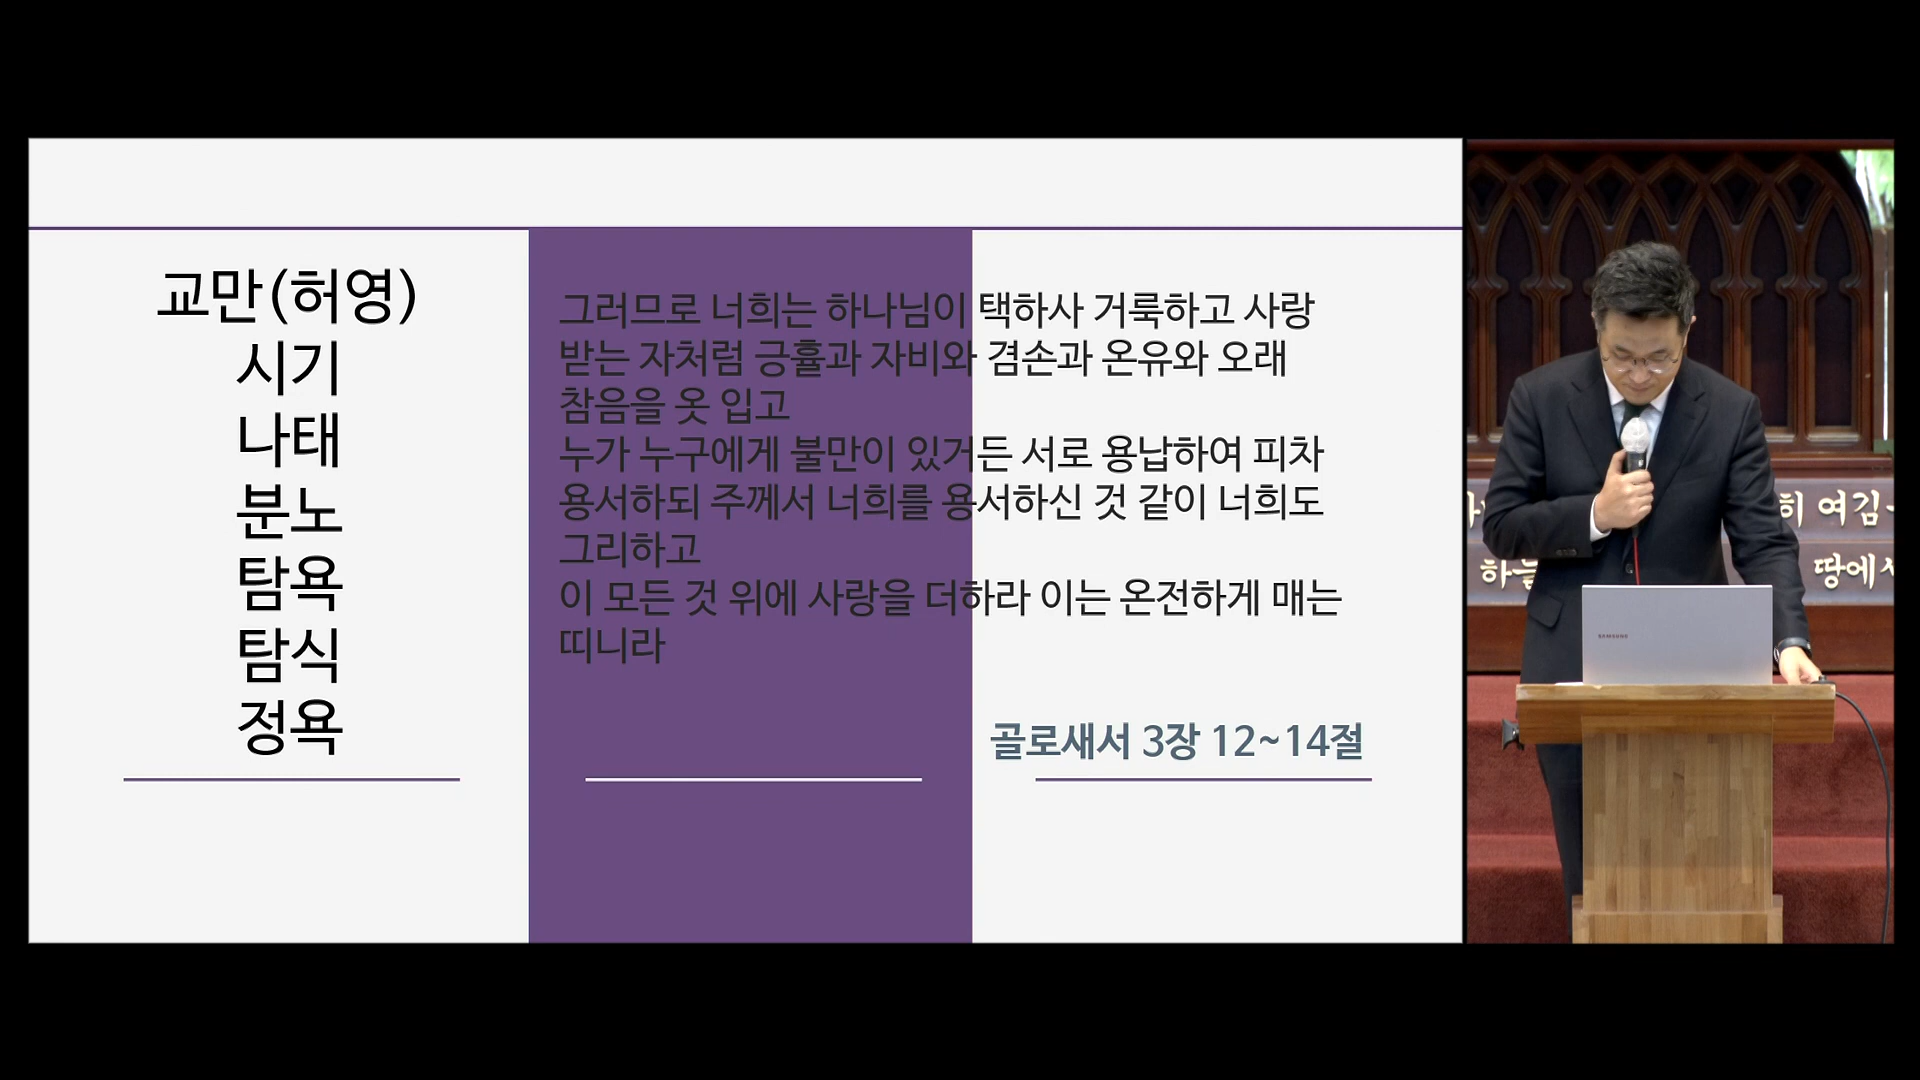 교만(허영)
시기
나태
분노
탐욕
탐식
정욕
그러므로 너희는 하나님이 택하사 거룩하고 사랑
받는 자처럼 긍휼과 자비와 겸손과 온유와 오래
참음을 옷 입고
누가 누구에게 불만이 있거든 서로 용납하여 피차
용서하되 주께서 너희를 용서하신 것 같이 너희도
그리하고
이 모든 것 위에 사랑을 더하라 이는 온전하게 매는
띠니라
골로새서 3장 12~14절
히 여김
하늘
땅에서
SAMSUNG